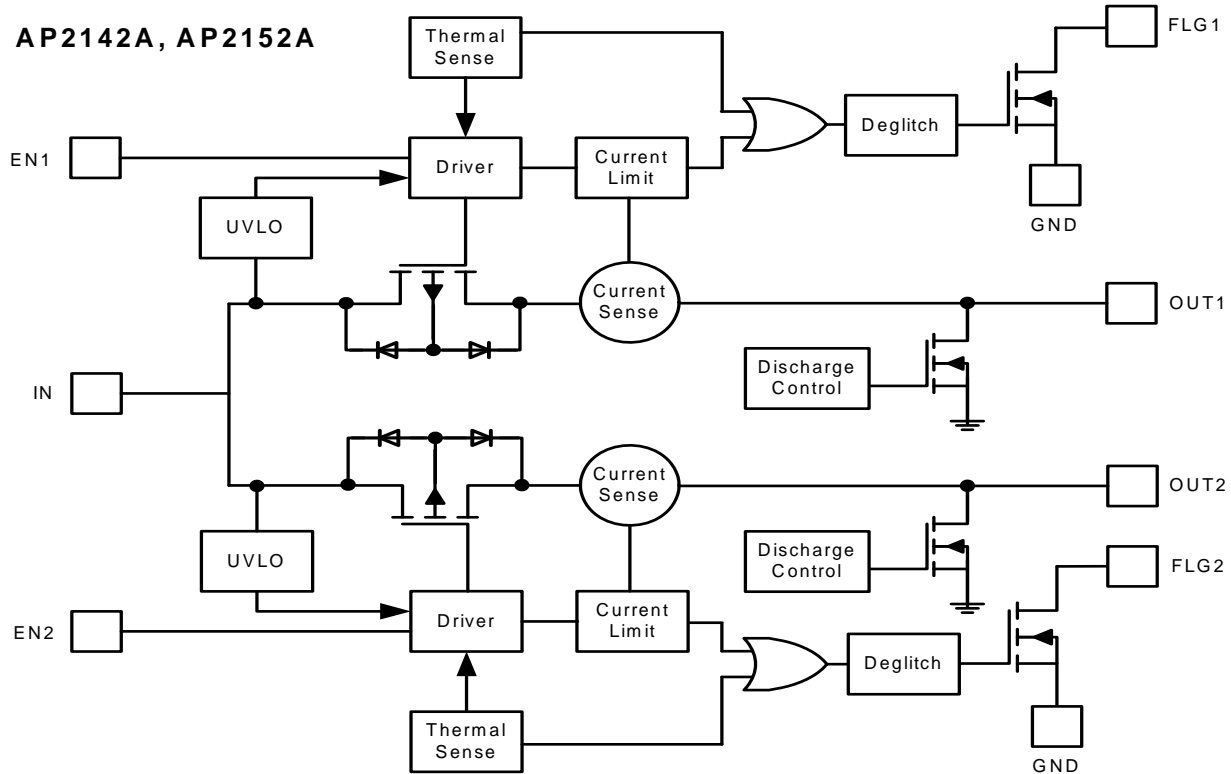 AP2142A, AP2152A
Thermal
Sense
FLG1
Deglitch
EN1
Driver
Current
Limit
UVLO
GND
Current
Sense
OUT1
Discharge
Control
IN
Current
Sense
OUT2
UVLO
Discharge
Control
FLG2
EN2
Driver
Current
Limit
Deglitch
Thermal
Sense
GND